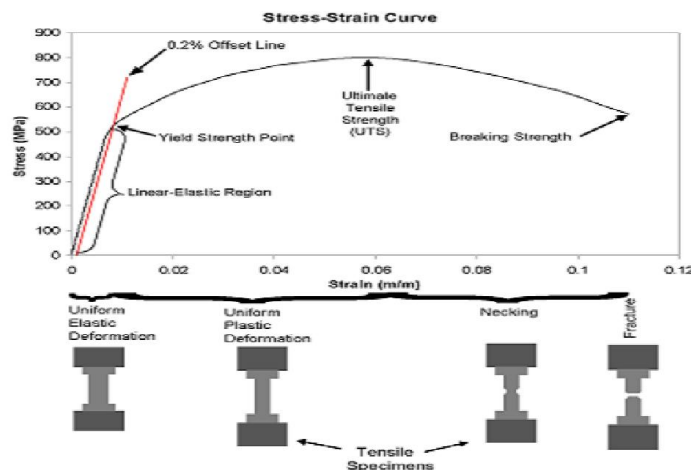 Stress-Strain Curve
900
800
700
600
500
400
300
200
100
0
Stress (MPa)
0.2% Offset Line
Yield Strength Point
Linear-Elastic Region
Ultimate
Tensile
Strength
(UTS)
Breaking Strength
0
0.02
0.04
0.06
0.08
0.1
0.12
Strain (m/m)
Uniform
Elastic
Deformation
Uniform
Plastic
Deformation
Necking
Fracture
Tensile
Specimens